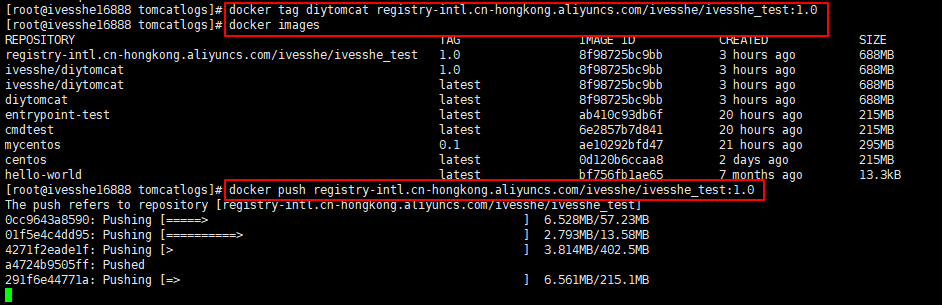 [root@ivesshe16888 tomcatlogs]# docker tag diytomcat registry-intl.cn-hongkong.aliyuncs.com/ivesshe/ivesshe_test:1.0
[root@ivesshe16888 tomcatlogs]# docker images
REPOSITORY TAG IMAGE ID CREATED SIZE
registry-intl.cn-hongkong.aliyuncs.com/ivesshe/ivesshe_test 1.0 8f98725bc9bb 3 hours ago 688MB
ivesshe/diytomcat 1.0 8f98725bc9bb 3 hours ago 688MB
ivesshe/diytomcat latest 8f98725bc9bb 3 hours ago 688MB
diytomcat latest 8f98725bc9bb 3 hours ago 688MB
entrypoint-test latest ab410c93db6f 20 hours ago 215MB
cmdtest latest 6e2857b7d841 20 hours ago 215MB
mycentos 0.1 ae10292bfd47 21 hours ago 295MB
centos latest 0d120b6ccaa8 2 days ago 215MB
hello-world latest bf756fb1ae65 7 months ago 13.3kB
[root@ivesshe16888 tomcatlogs]# docker push registry-intl.cn-hongkong.aliyuncs.com/ivesshe/ivesshe_test:1.0
The push refers to repository [registry-intl.cn-hongkong.aliyuncs.com/ivesshe/ivesshe_test]
0cc9643a8590: Pushing [=====> ] 6.528MB/57.23MB
01f5e4c4dd95: Pushing [==========> ] 2.793MB/13.58MB
4271f2eade1f: Pushing [> ] 3.814MB/402.5MB
a4724b9505ff: Pushed
291f6e44771a: Pushing [=> ] 6.561MB/215.1MB